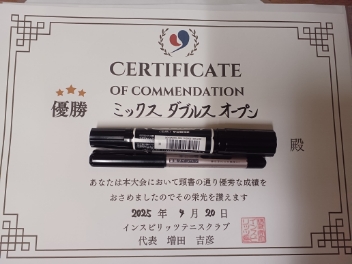 CERTIFICATE
OF COMMENDATION
優勝 ミックス ダブルス オープン
殿
あなたは本大会において頭書の通り優秀な成績を
おさめましたのでその栄光を讃えます
2025 年 9 月 20 日
インスピリッツテニスクラブ
代表 増田 吉彦